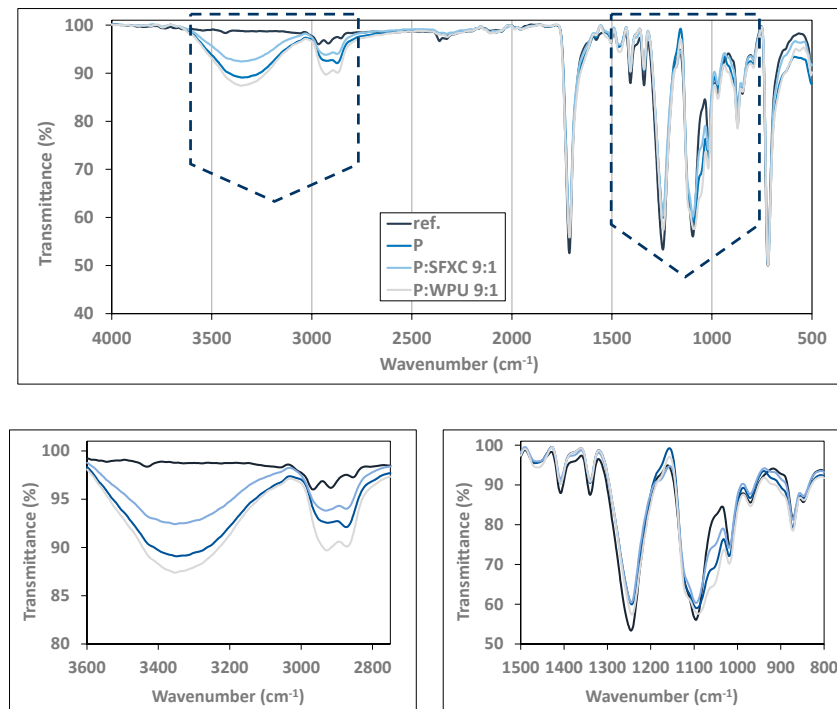 100
90
80
70
60
50
40
Transmittance (%)
ref.
P
P:SFXC 9:1
P:WPU 9:1
4000 3500 3000 2500 2000 1500 1000 500
Wavenumber (cm⁻¹)
100
95
90
85
80
Transmittance (%)
3600 3400 3200 3000 2800
Wavenumber (cm⁻¹)
100
90
80
70
60
50
Transmittance (%)
1500 1400 1300 1200 1100 1000 900 800
Wavenumber (cm⁻¹)